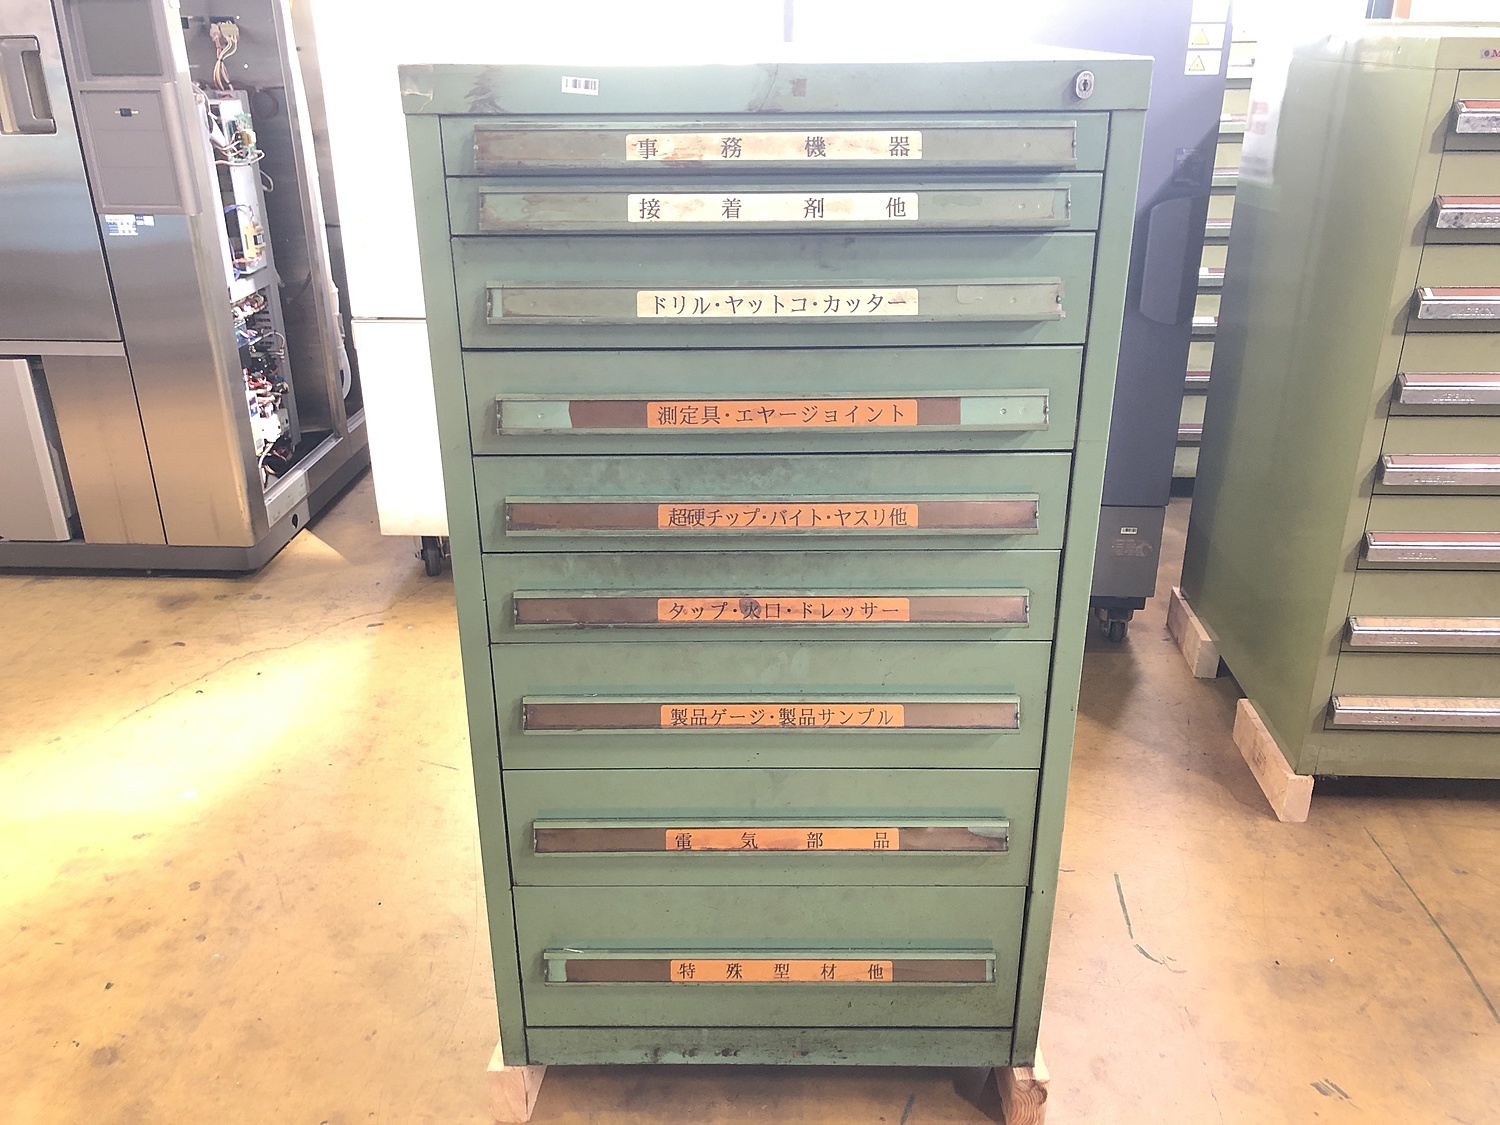 事務機器
接着剤他
ドリル・ヤットコ・カッター
測定具・エヤージョイント
超硬チップ・バイト・ヤスリ他
タップ・火口・ドレッサー
製品ゲージ・製品サンプル
電気部品
特殊型材他